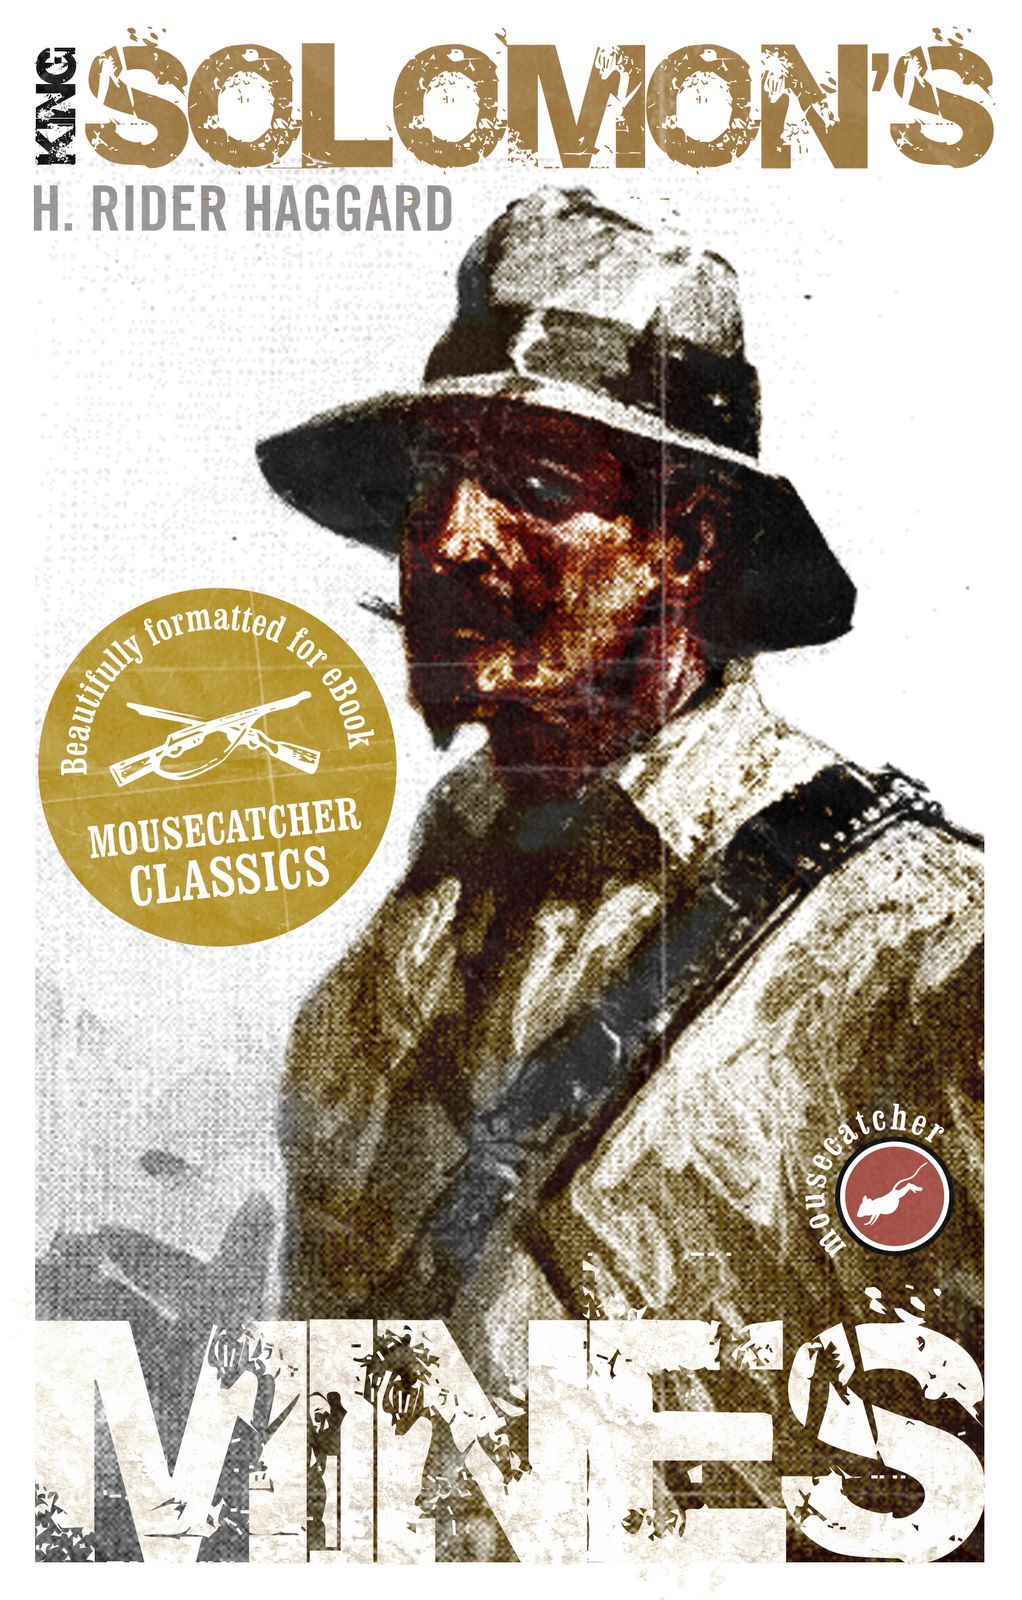 KING
SOLOMON'S
H. RIDER HAGGARD
Beautifully formatted for eBook
MOUSECATCHER
CLASSICS
mousecatcher
MINES